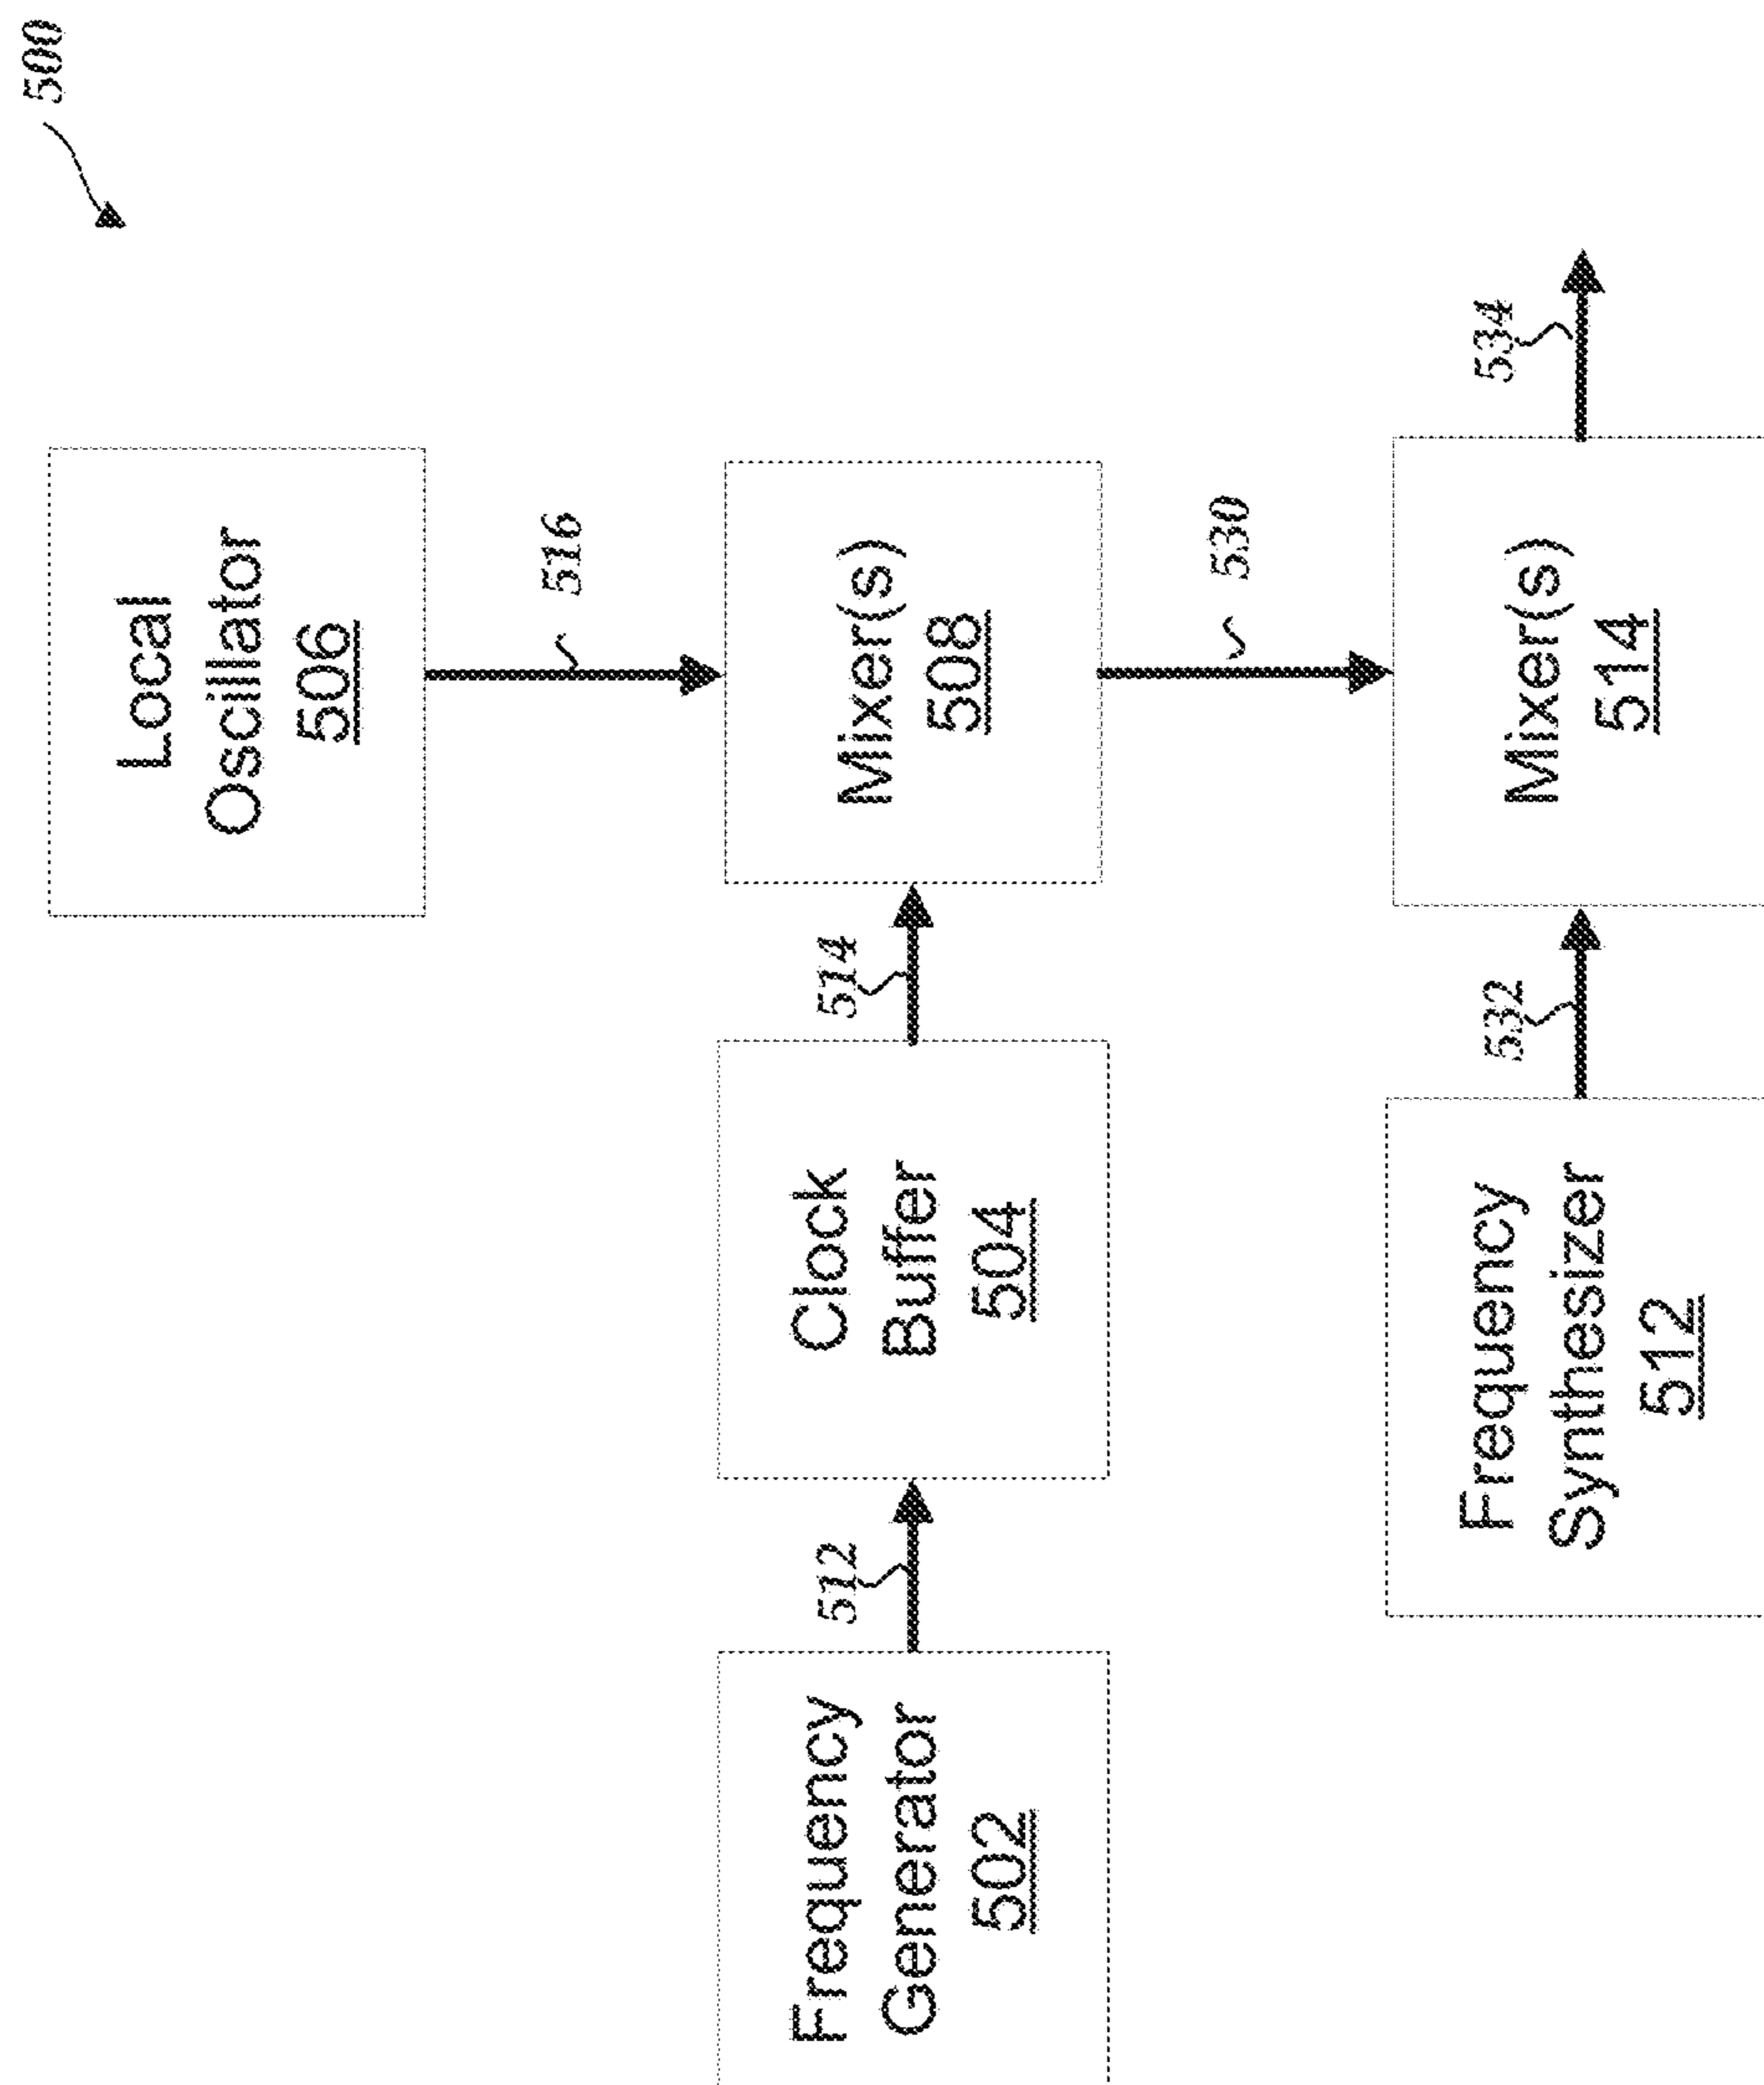 500
Local
Oscillator
506
516
Frequency
Generator
502
512
Clock
Buffer
504
514
Mixer(s)
508
530
Frequency
Synthesizer
512
532
Mixer(s)
514
534